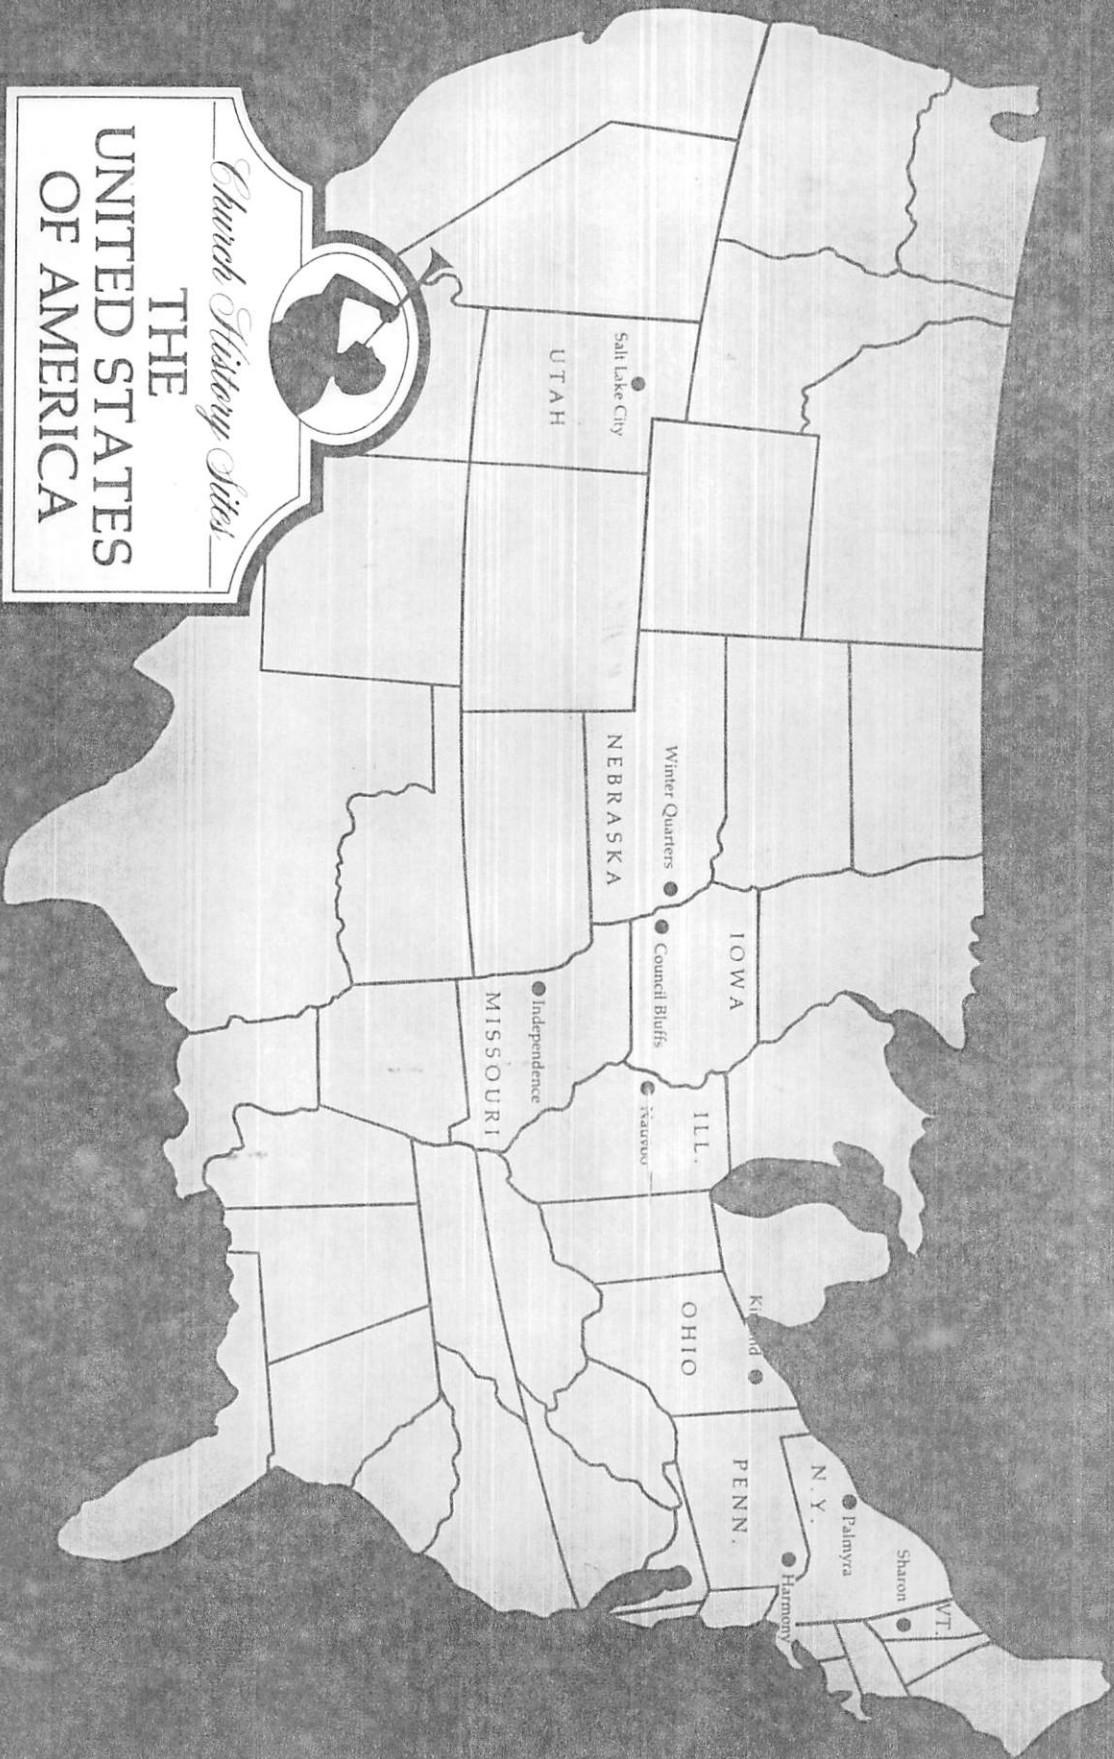 Church History Sites
THE
UNITED STATES
OF AMERICA
Salt Lake City
UTAH
Winter Quarters
NEBRASKA
Council Bluffs
IOWA
Independence
MISSOURI
Nauvoo
ILL.
OHIO
PENN.
N.Y.
Palmyra
Harmony
Sharon
VT.